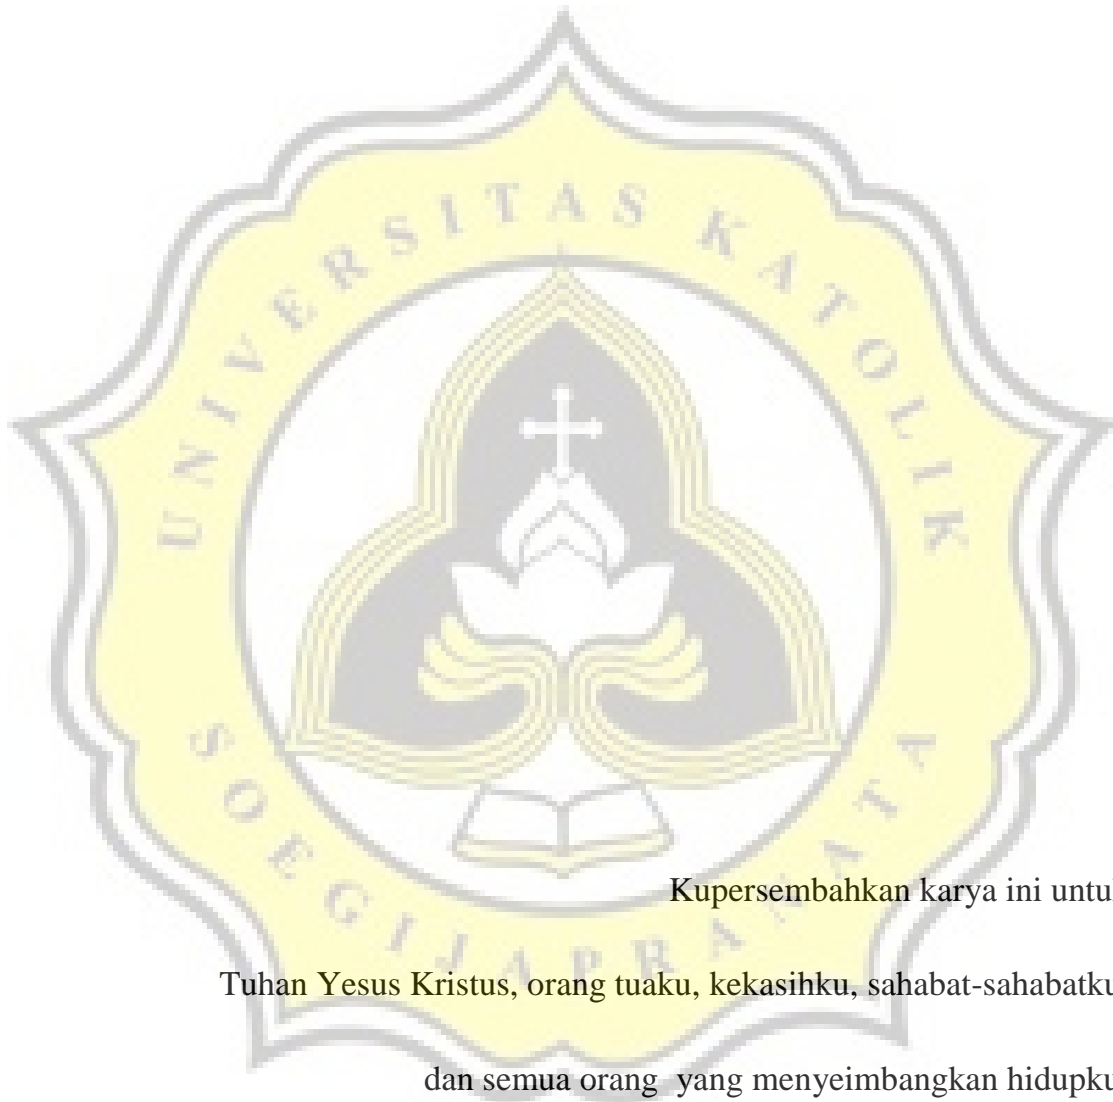 UNIVERSITAS KATOLIK
SOEGIJAPRANATA
Kupersembahkan karya ini untu
Tuhan Yesus Kristus, orang tuaku, kekasihku, sahabat-sahabatku
dan semua orang yang menyeimbangkan hidupku